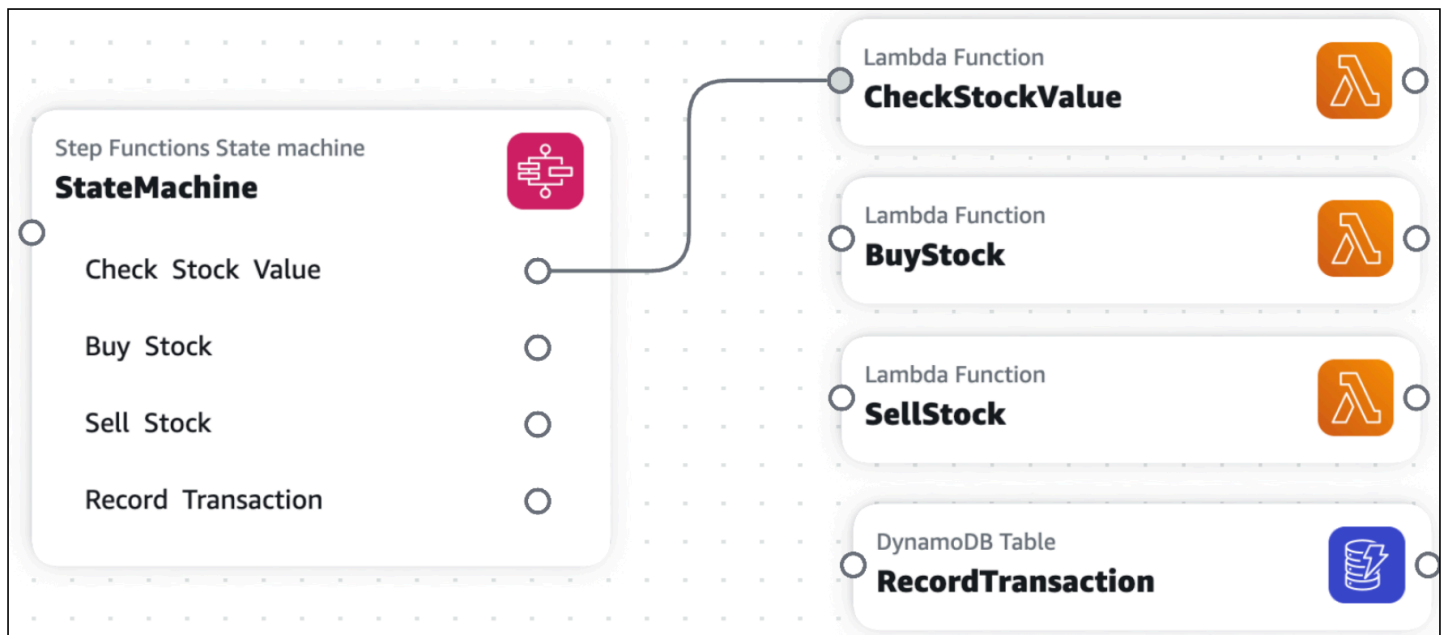 Step Functions State machine
StateMachine
Check Stock Value
Buy Stock
Sell Stock
Record Transaction
Lambda Function
CheckStockValue
Lambda Function
BuyStock
Lambda Function
SellStock
DynamoDB Table
RecordTransaction